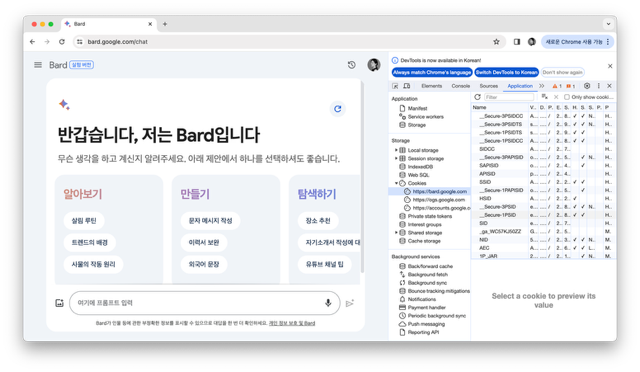 Bard
bard.google.com/chat
새로운 Chrome 사용 가능
Bard 실험 버전
반갑습니다, 저는 Bard입니다
무슨 생각을 하고 계신지 알려주세요. 아래 제안에서 하나를 선택하셔도 좋습니다.
알아보기
살림 루틴
트렌드의 배경
사물의 작동 원리
만들기
문자 메시지 작성
이력서 보완
외국어 문장
탐색하기
장소 추천
자기소개서 작성에 대
유튜브 채널 팁
여기에 프롬프트 입력
Bard가 인물 등에 관한 부정확한 정보를 표시할 수 있으므로 대답을 한 번 더 확인하세요. 개인 정보 보호 및 Bard
DevTools is now available in Korean!
Always match Chrome's language
Switch DevTools to Korean
Don't show again
Elements
Console
Sources
Application
1
1
Filter
Only show cooki...
Application
Manifest
Service workers
Storage
Storage
Local storage
Session storage
IndexedDB
Web SQL
Cookies
https://bard.google.com
https://ogs.google.com
https://accounts.google.c
Private state tokens
Interest groups
Shared storage
Cache storage
Background services
Back/forward cache
Background fetch
Background sync
Bounce tracking mitigations
Notifications
Payment handler
Periodic background sync
Push messaging
Reporting API
Name
__Secure-3PSIDCC
__Secure-3PSIDTS
__Secure-1PSIDTS
__Secure-1PSIDCC
SIDCC
__Secure-3PAPISID
SAPISID
APISID
SSID
__Secure-1PAPISID
HSID
__Secure-3PSID
__Secure-1PSID
SID
_ga_WC57KJ50ZZ
NID
AEC
1P_JAR
Select a cookie to preview its
value